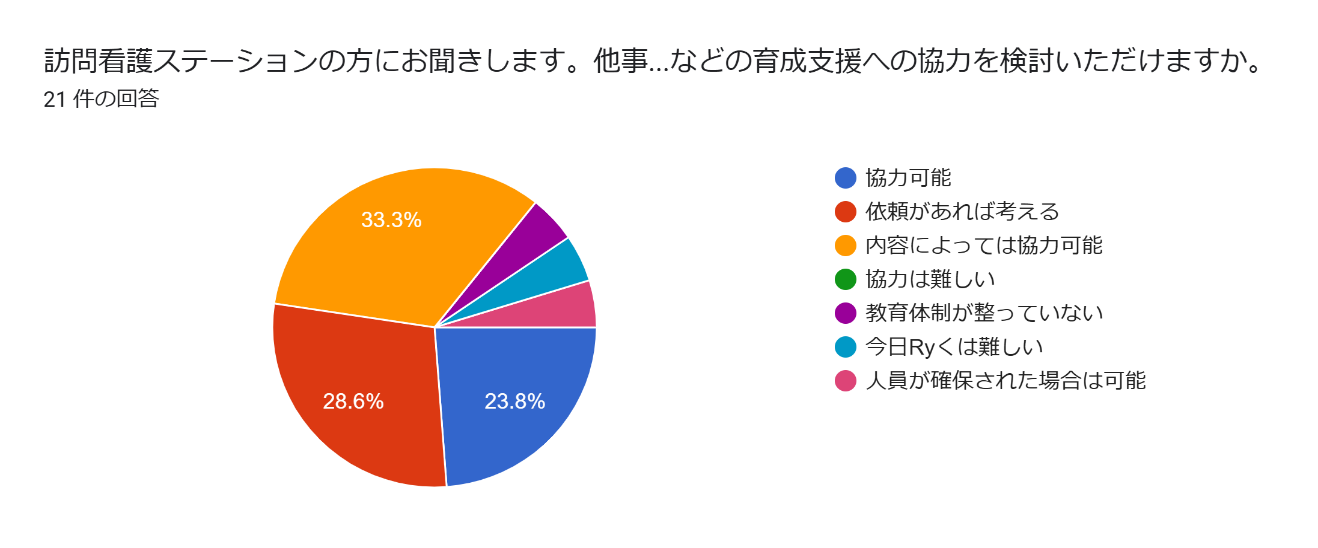 訪問看護ステーションの方にお聞きします。他事...などの育成支援への協力を検討いただけますか。
21 件の回答
33.3%
28.6%
23.8%
協力可能
依頼があれば考える
内容によっては協力可能
協力は難しい
教育体制が整っていない
今日Ryくは難しい
人員が確保された場合は可能